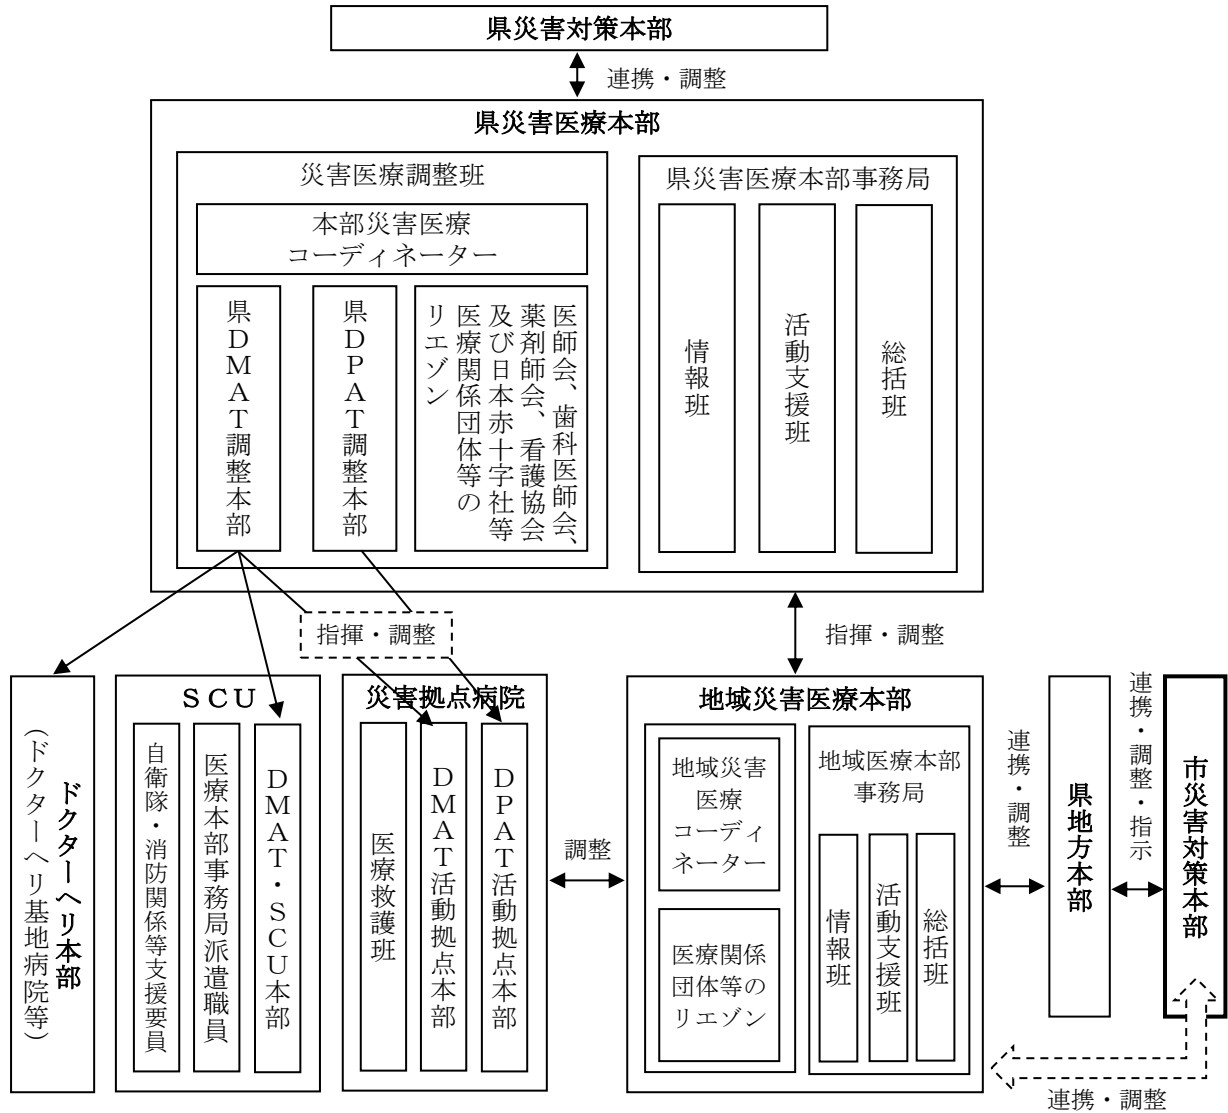 県災害対策本部
連携・調整
県災害医療本部
災害医療調整班
本部災害医療
コーディネーター
県DMAT調整本部
県DPAT調整本部
医師会、歯科医師会、
薬剤師会、看護協会
及び日本赤十字社等
医療関係団体等の
リエゾン
県災害医療本部事務局
情報班
活動支援班
総括班
指揮・調整
指揮・調整
ドクターヘリ本部
(ドクターヘリ基地病院等)
SCU
自衛隊・消防関係等支援要員
医療本部事務局派遣職員
DMAT・SCU本部
災害拠点病院
医療救護班
DMAT活動拠点本部
DPAT活動拠点本部
調整
地域災害医療本部
地域災害
医療
コーディ
ネーター
医療関係
団体等の
リエゾン
地域医療本部
事務局
情報班
活動支援班
総括班
連携・調整
県地方本部
連携・調整・指示
市災害対策本部
連携・調整